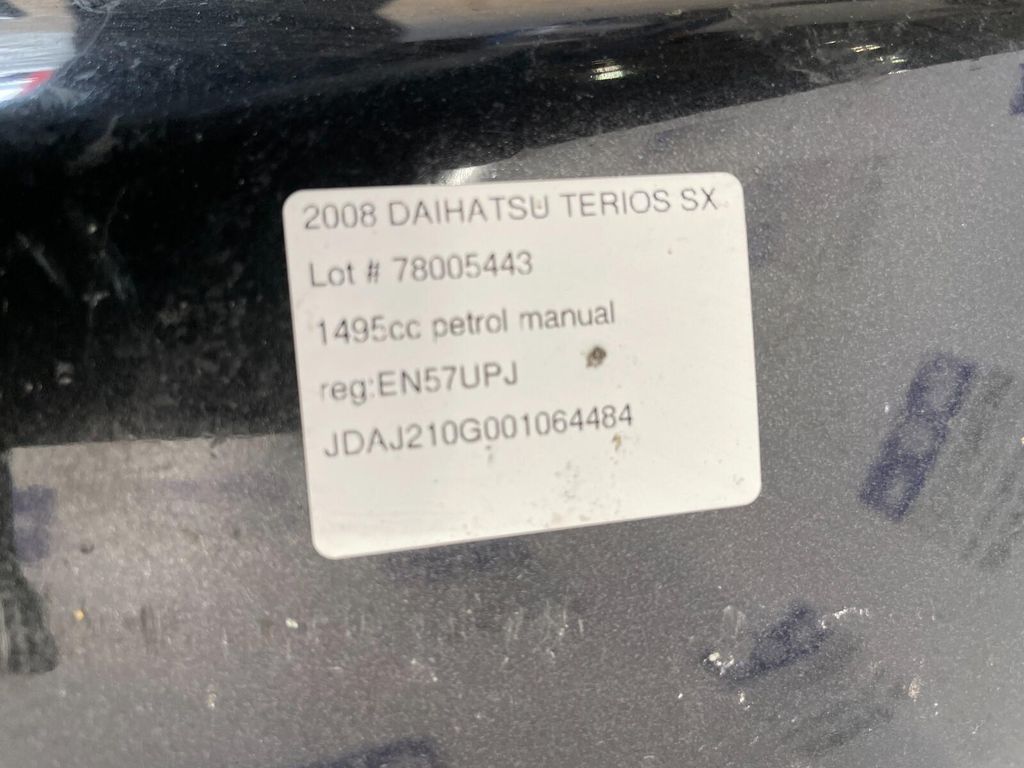 2008 DAIHATSU TERIOS SX
Lot # 78005443
1495cc petrol manual
reg:EN57UPJ
JDAJ210G001064484